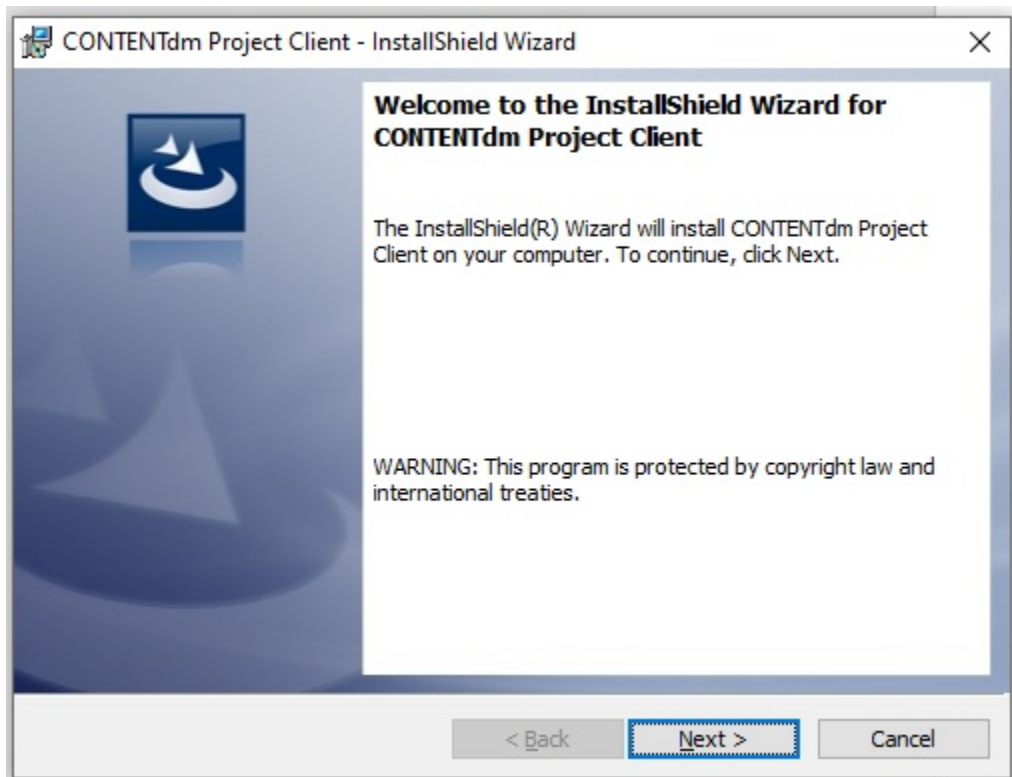 CONTENTdm Project Client - InstallShield Wizard
Welcome to the InstallShield Wizard for
CONTENTdm Project Client
The InstallShield(R) Wizard will install CONTENTdm Project
Client on your computer. To continue, click Next.
WARNING: This program is protected by copyright law and
international treaties.
< Back Next > Cancel